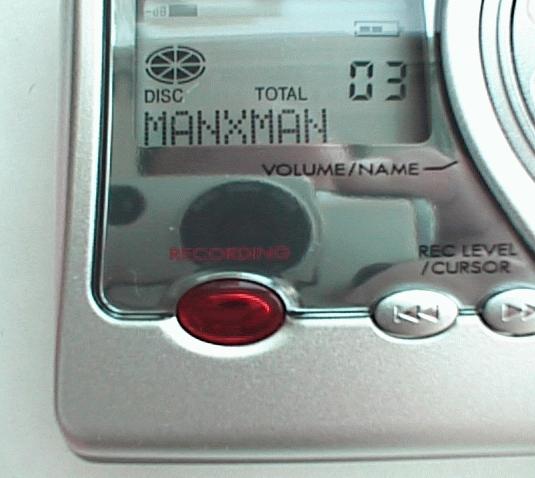 -dB
DISC TOTAL 03
MANXMAN
VOLUME/NAME
RECORDING
REC LEVEL
/CURSOR